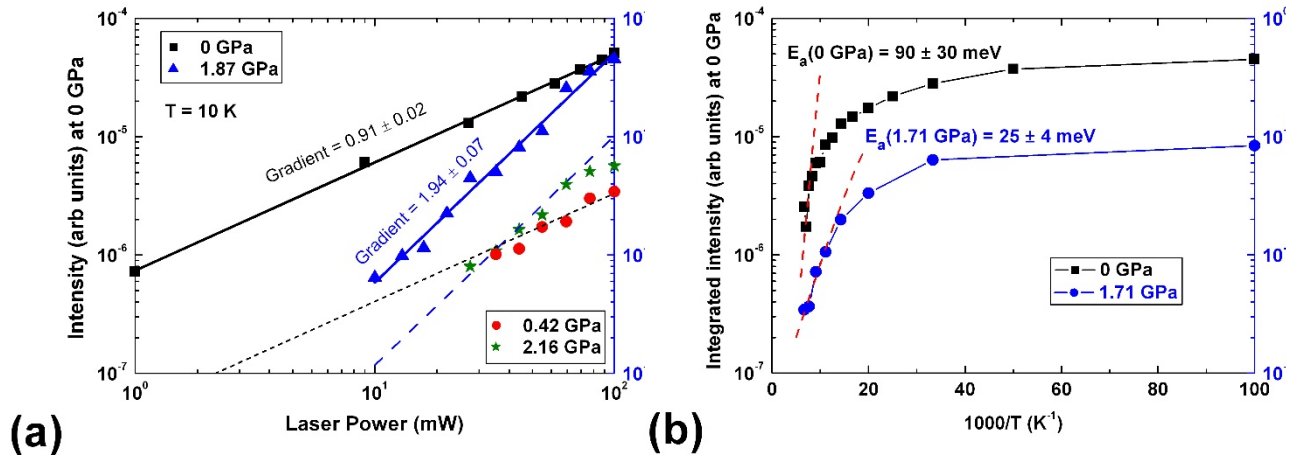 10⁻⁴
10⁻⁵
10⁻⁶
10⁻⁷
Intensity (arb units) at 0 GPa
0 GPa
1.87 GPa
T = 10 K
Gradient = 0.91 ± 0.02
Gradient = 1.94 ± 0.07
0.42 GPa
2.16 GPa
10⁰
10¹
10²
Laser Power (mW)
(a)
10⁻⁴
10⁻⁵
10⁻⁶
10⁻⁷
Integrated intensity (arb units) at 0 GPa
Eₐ(0 GPa) = 90 ± 30 meV
Eₐ(1.71 GPa) = 25 ± 4 meV
0 GPa
1.71 GPa
10⁰
0
20
40
60
80
100
1000/T (K⁻¹)
(b)